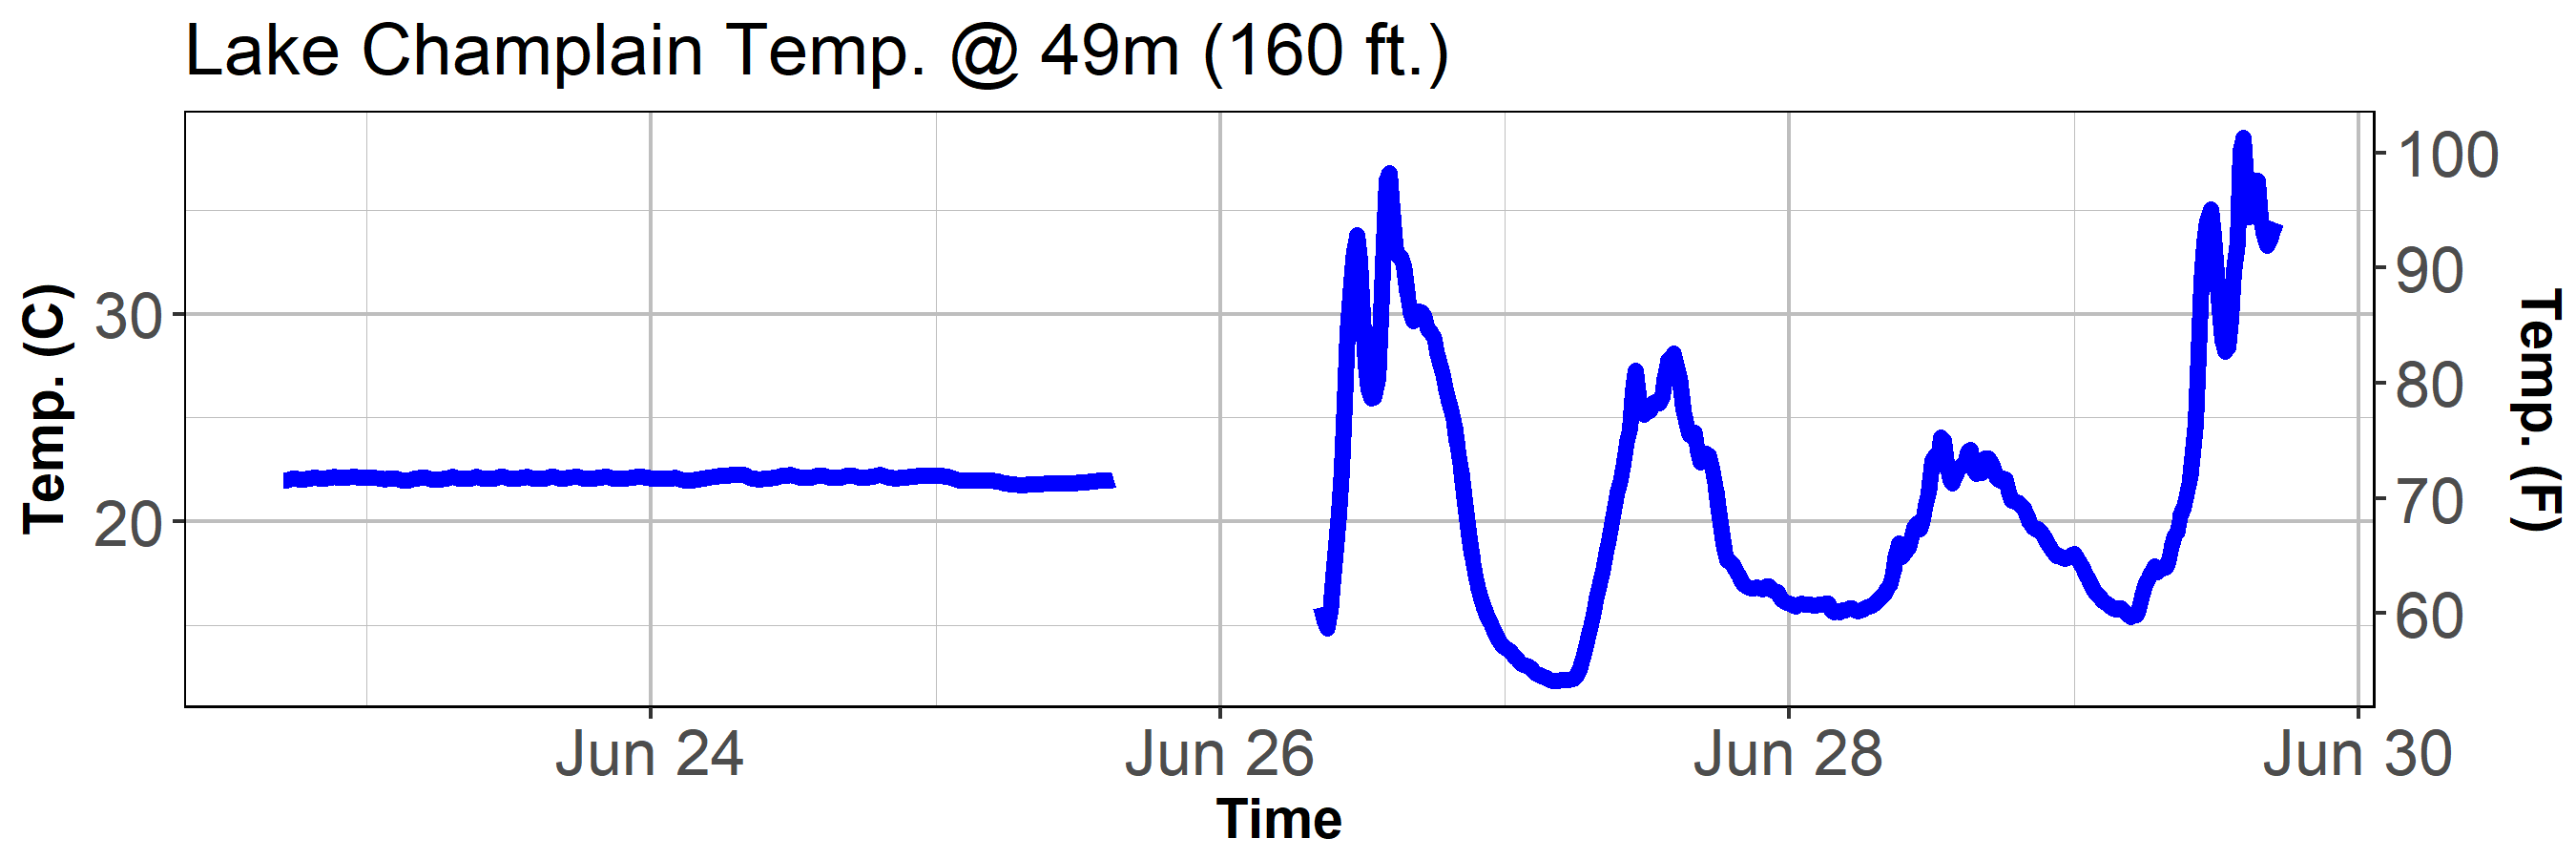 Lake Champlain Temp. @ 49m (160 ft.)
Temp. (C)
30
20
100
90
80
70
60
Temp. (F)
Jun 24 Jun 26 Jun 28 Jun 30
Time